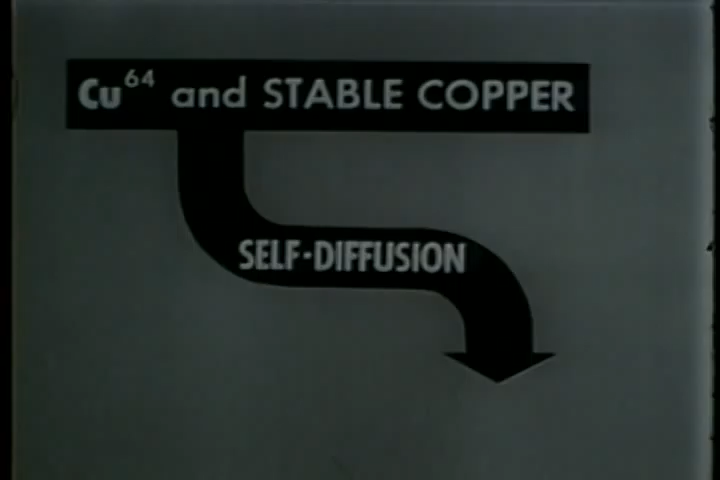 Cu⁶⁴ and STABLE COPPER
SELF-DIFFUSION